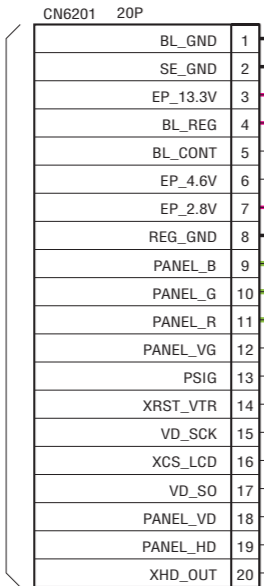 CN6201 20P
BL_GND 1
SE_GND 2
EP_13.3V 3
BL_REG 4
BL_CONT 5
EP_4.6V 6
EP_2.8V 7
REG_GND 8
PANEL_B 9
PANEL_G 10
PANEL_R 11
PANEL_VG 12
PSIG 13
XRST_VTR 14
VD_SCK 15
XCS_LCD 16
VD_SO 17
PANEL_VD 18
PANEL_HD 19
XHD_OUT 20